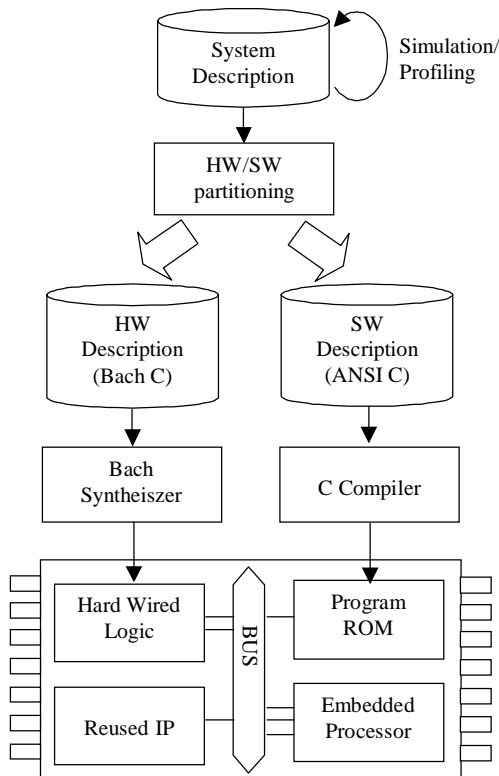 System
Description
Simulation/
Profiling
HW/SW
partitioning
HW
Description
(Bach C)
SW
Description
(ANSI C)
Bach
Syntheiszer
C Compiler
Hard Wired
Logic
BUS
Program
ROM
Reused IP
Embedded
Processor